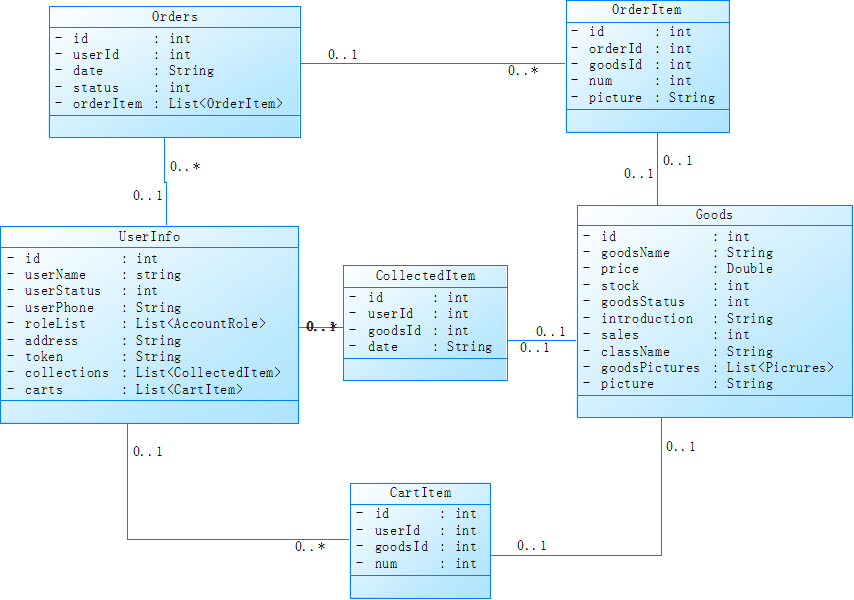 Orders
- id : int
- userId : int
- date : String
- status : int
- orderItem : List<OrderItem>
OrderItem
- id : int
- orderId : int
- goodsId : int
- num : int
- picture : String
0..1
0..*
0..*
0..1
0..1
0..1
UserInfo
- id : int
- userName : string
- userStatus : int
- userPhone : String
- roleList : List<AccountRole>
- address : String
- token : String
- collections : List<CollectedItem>
- carts : List<CartItem>
CollectedItem
- id : int
- userId : int
- goodsId : int
- date : String
Goods
- id : int
- goodsName : String
- price : Double
- stock : int
- goodsStatus : int
- introduction : String
- sales : int
- className : String
- goodsPictures : List<Picrures>
- picture : String
0..1
0..1
0..1
0..1
CartItem
- id : int
- userId : int
- goodsId : int
- num : int
0..*
0..1